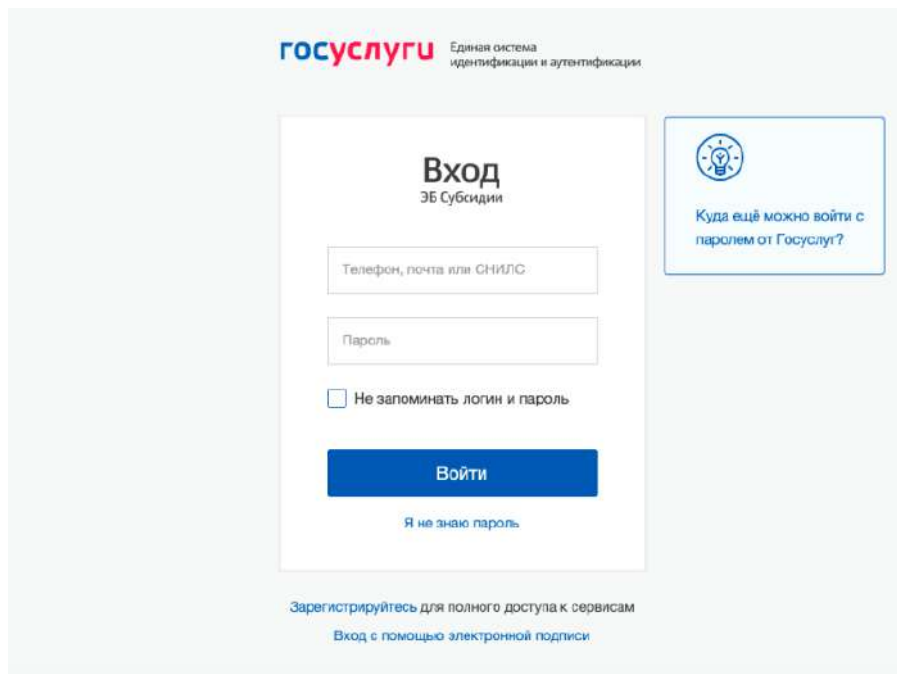 госуслуги
Единая система
идентификации и аутентификации
Вход
ЭБ Субсидии
Телефон, почта или СНИЛС
Пароль
Не запоминать логин и пароль
Войти
Я не знаю пароль
Куда ещё можно войти с
паролем от Госуслуг?
Зарегистрируйтесь для полного доступа к сервисам
Вход с помощью электронной подписи